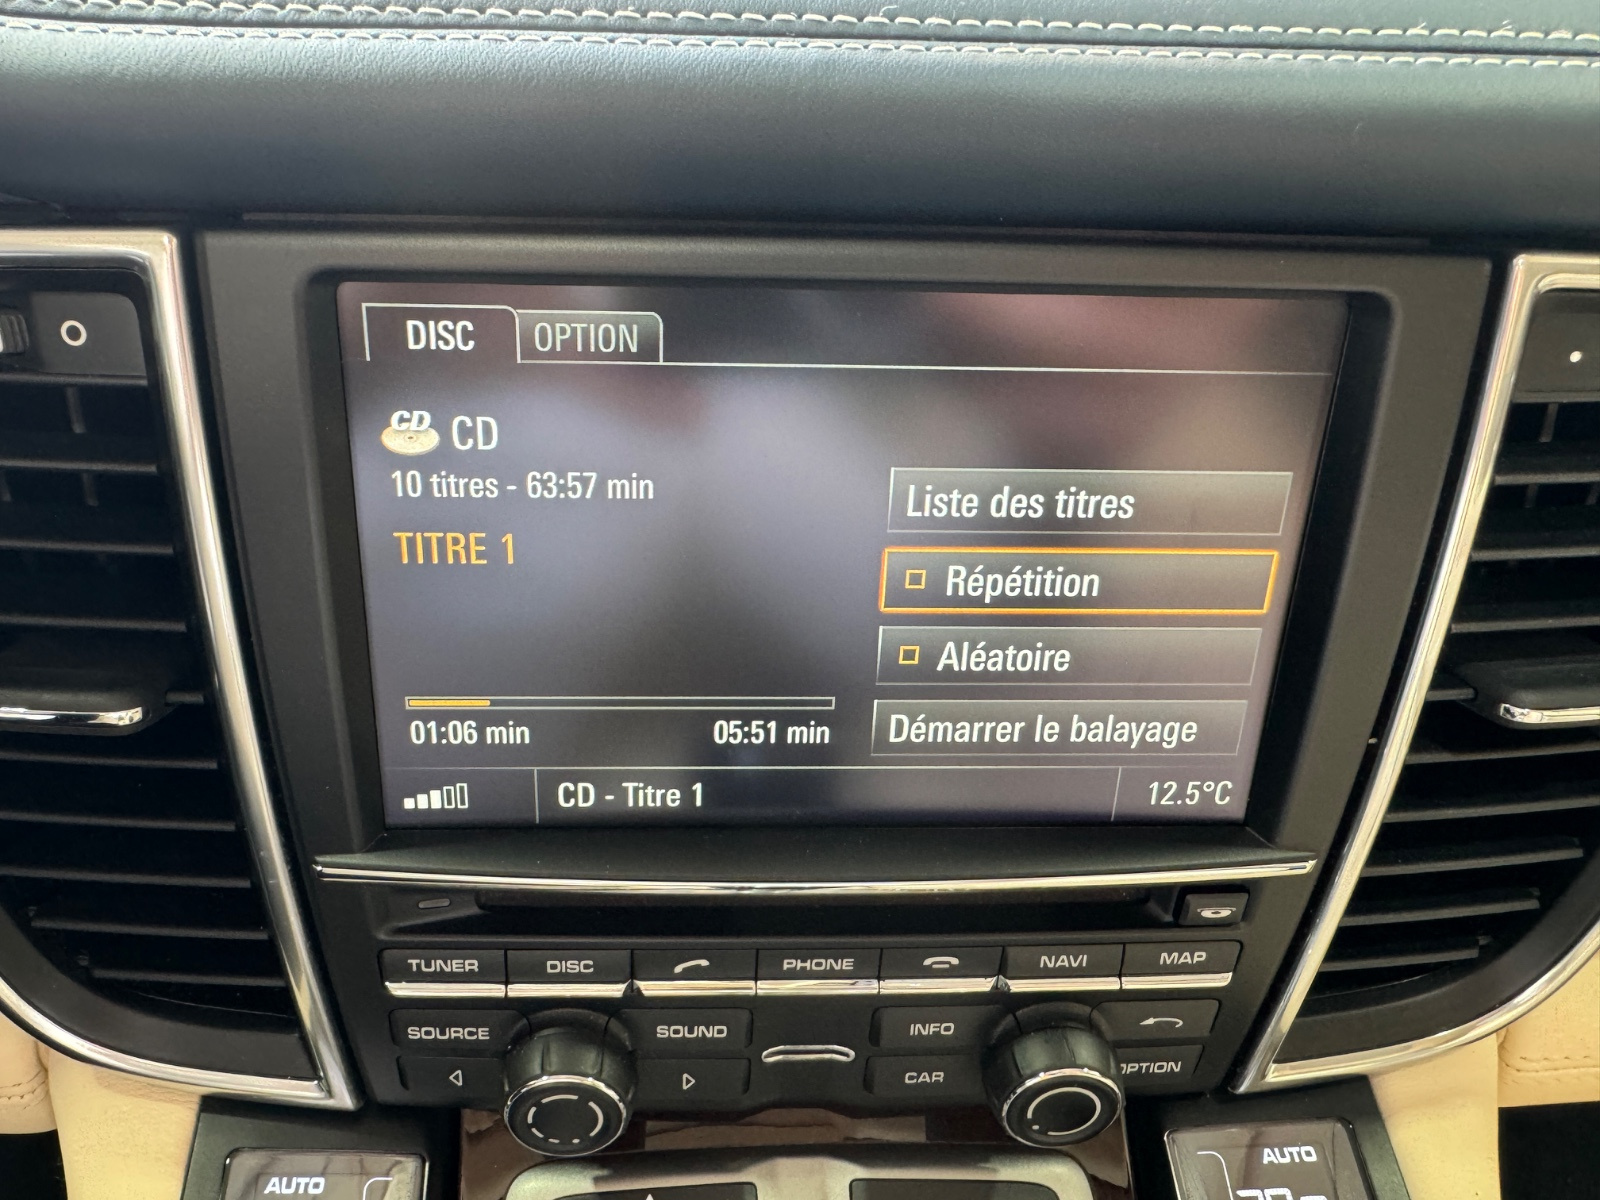 DISC OPTION
CD CD
10 titres - 63:57 min
TITRE 1
Liste des titres
Répétition
Aléatoire
Démarrer le balayage
01:06 min 05:51 min
CD - Titre 1 12.5°C
TUNER DISC PHONE NAVI MAP
SOURCE SOUND INFO
CAR OPTION
AUTO AUTO